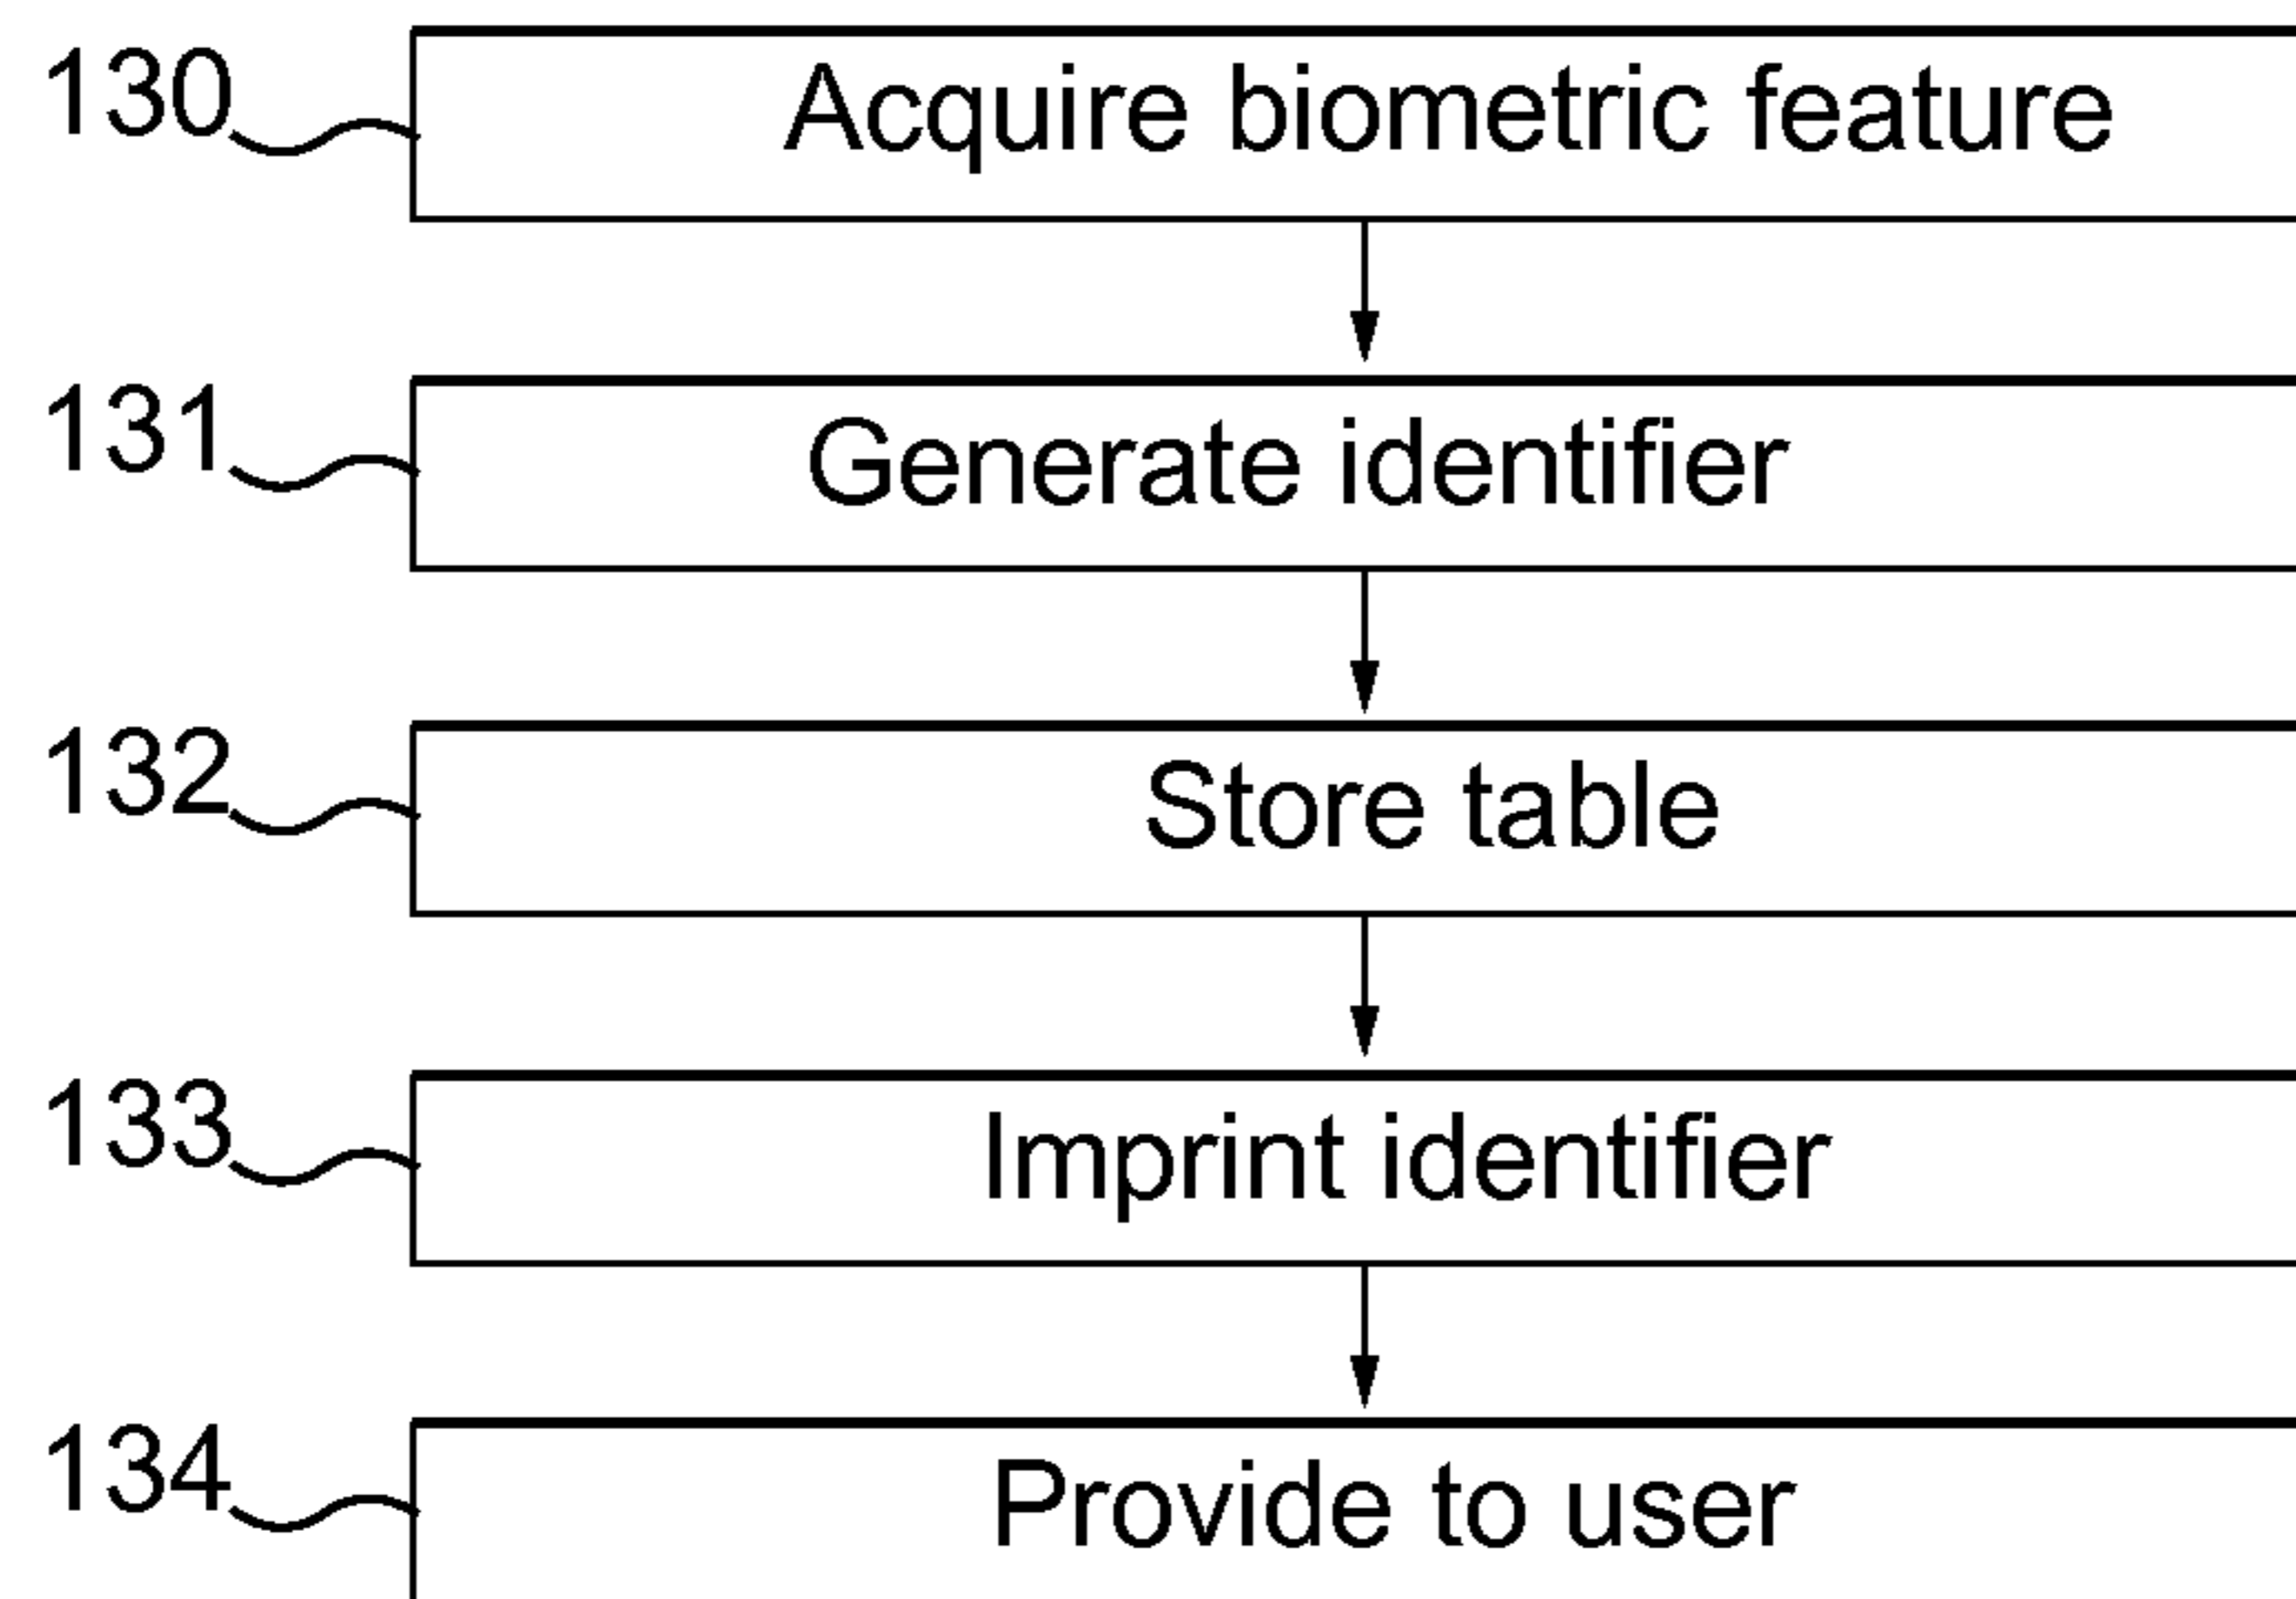 130 Acquire biometric feature
131 Generate identifier
132 Store table
133 Imprint identifier
134 Provide to user